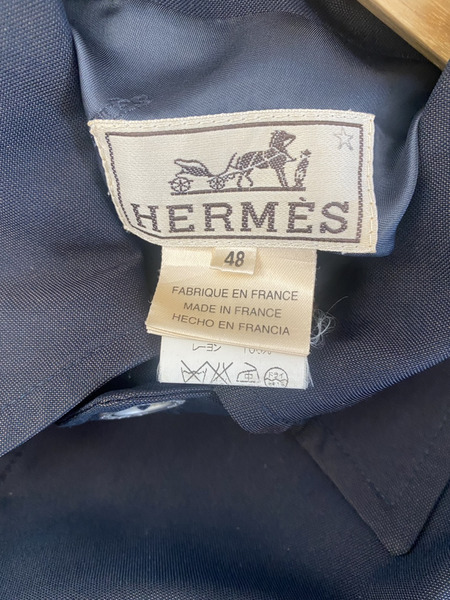 HERMÈS
48
FABRIQUE EN FRANCE
MADE IN FRANCE
HECHO EN FRANCIA
レーヨン